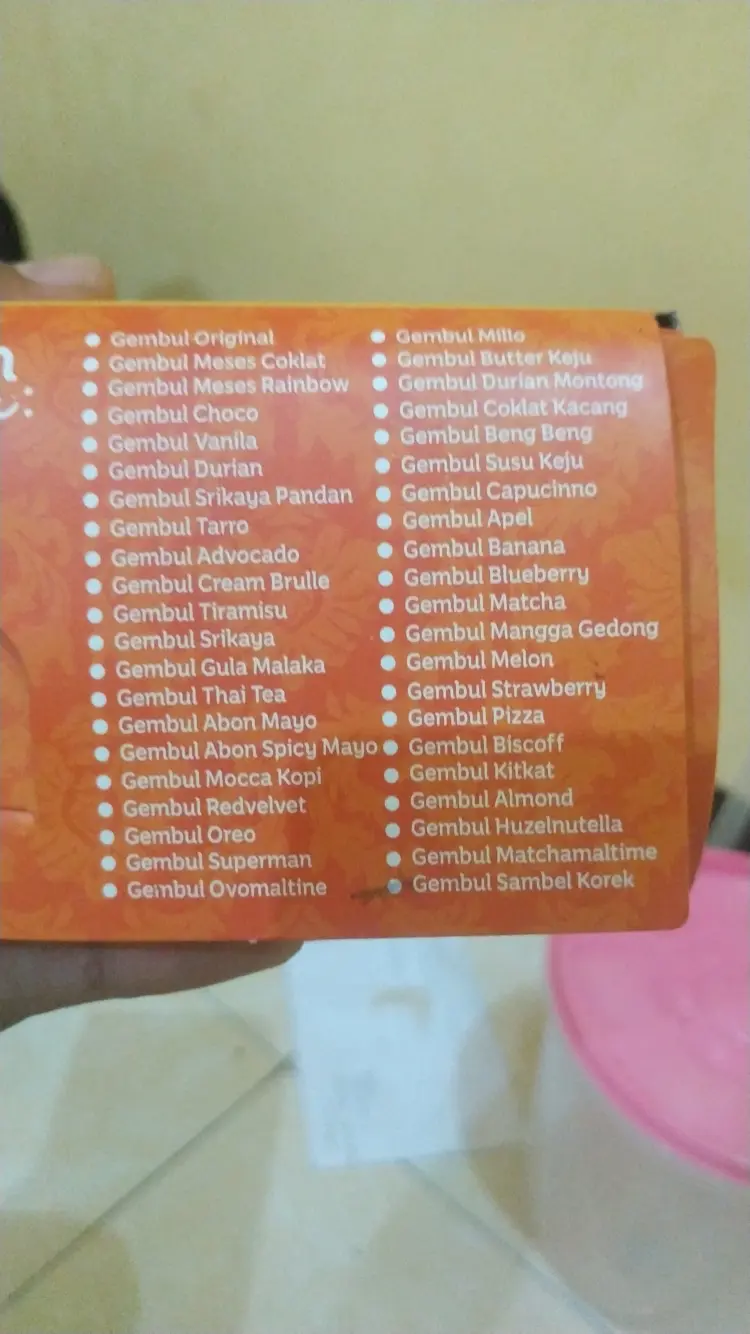 Gembul Original
Gembul Meses Coklat
Gembul Meses Rainbow
Gembul Choco
Gembul Vanila
Gembul Durian
Gembul Srikaya Pandan
Gembul Tarro
Gembul Advocado
Gembul Cream Brulle
Gembul Tiramisu
Gembul Srikaya
Gembul Gula Malaka
Gembul Thai Tea
Gembul Abon Mayo
Gembul Abon Spicy Mayo
Gembul Mocca Kopi
Gembul Redvelvet
Gembul Oreo
Gembul Superman
Gembul Ovomaltine
Gembul Millo
Gembul Butter Keju
Gembul Durian Montong
Gembul Coklat Kacang
Gembul Beng Beng
Gembul Susu Keju
Gembul Capucinno
Gembul Apel
Gembul Banana
Gembul Blueberry
Gembul Matcha
Gembul Mangga Gedong
Gembul Melon
Gembul Strawberry
Gembul Pizza
Gembul Biscoff
Gembul Kitkat
Gembul Almond
Gembul Huzelnutella
Gembul Matchamaltime
Gembul Sambel Korek